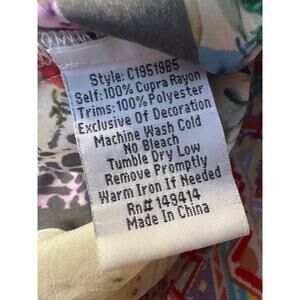 Style: C1951985
Self: 100% Cupra Rayon
Trims: 100% Polyester
Exclusive Of Decoration
Machine Wash Cold
No Bleach
Tumble Dry Low
Remove Promptly
Warm Iron If Needed
Rn# 149414
Made In China